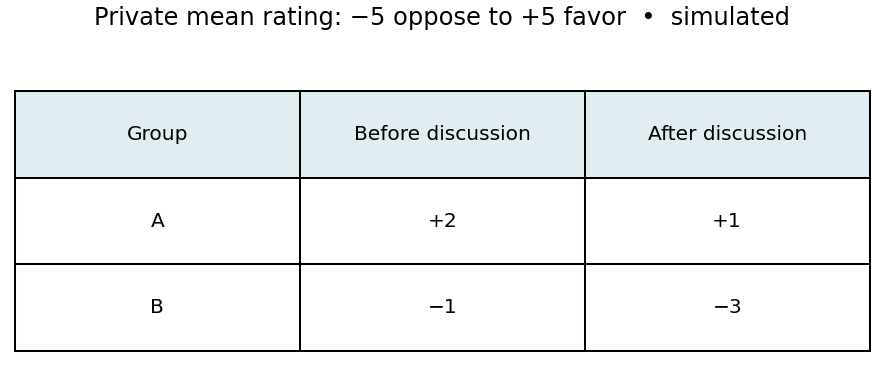 Private mean rating: −5 oppose to +5 favor • simulated
Group Before discussion After discussion
A +2 +1
B −1 −3